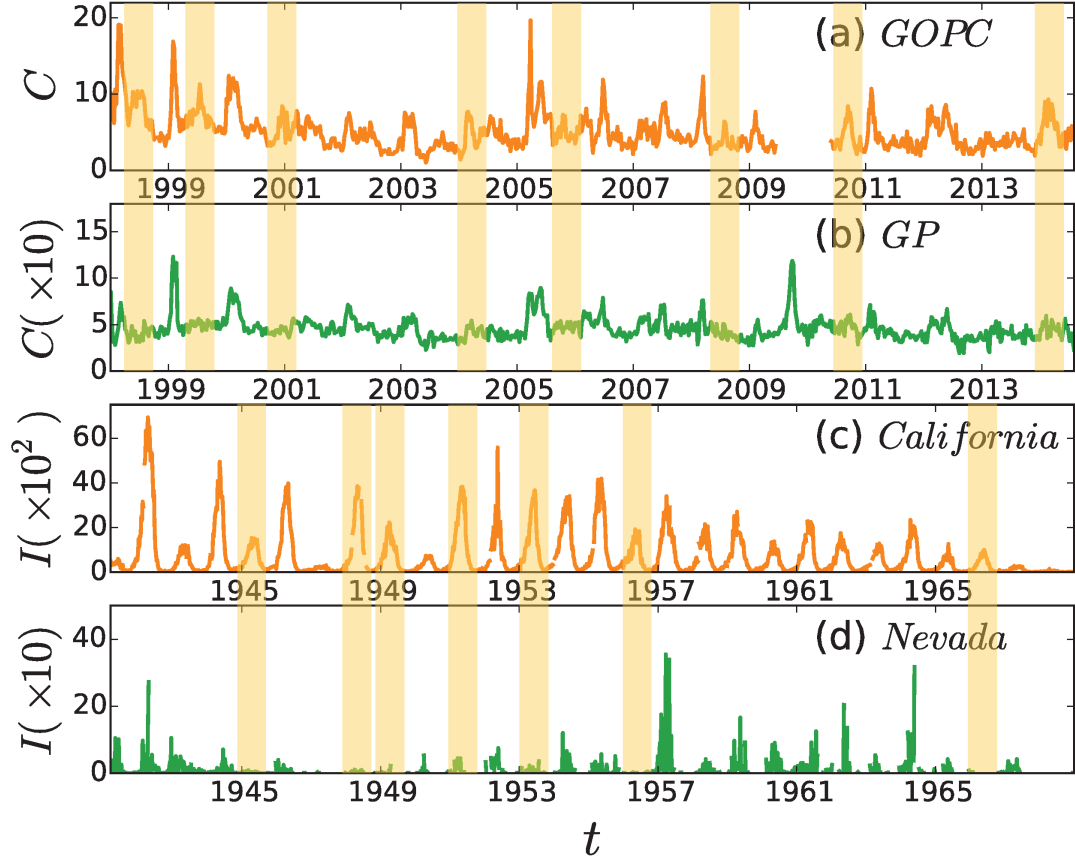 20
10
0
C
(a) GOPC
1999 2001 2003 2005 2007 2009 2011 2013
15
10
5
0
C( ×10)
(b) GP
1999 2001 2003 2005 2007 2009 2011 2013
60
40
20
0
I( ×10²)
(c) California
1945 1949 1953 1957 1961 1965
40
20
0
I( ×10)
(d) Nevada
1945 1949 1953 1957 1961 1965
t